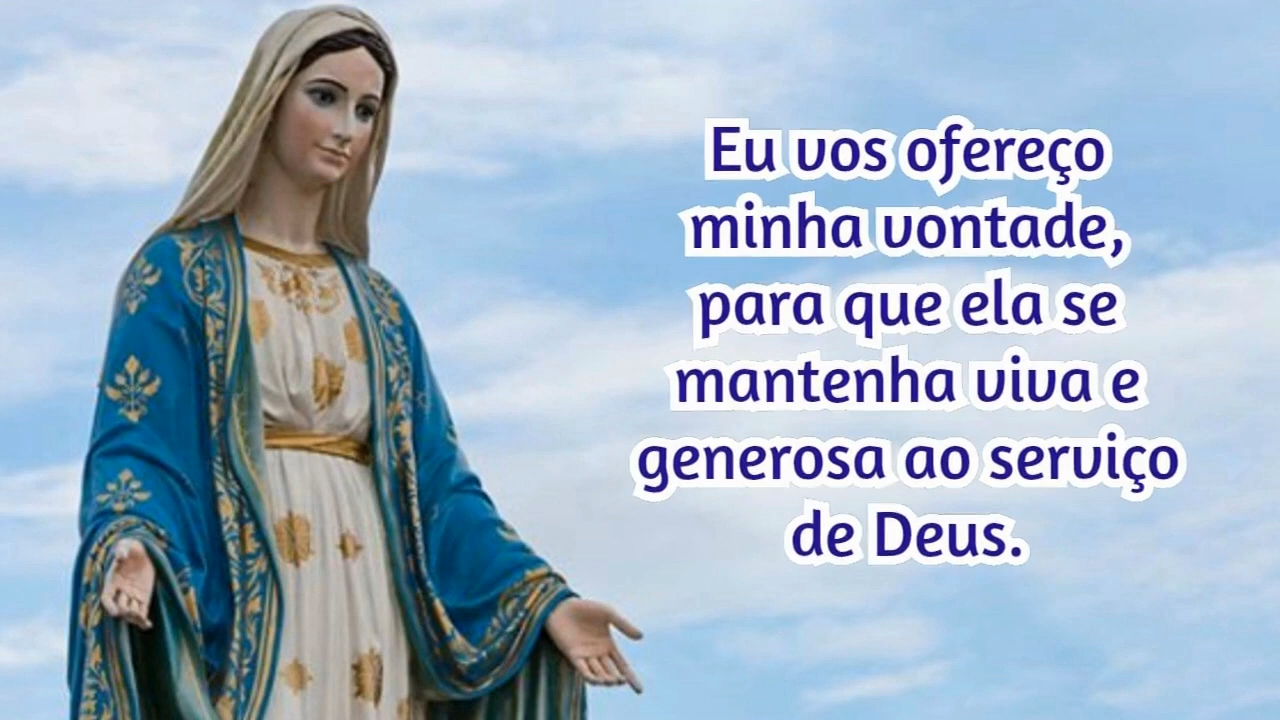 Eu vos ofereço
minha vontade,
para que ela se
mantenha viva e
generosa ao serviço
de Deus.